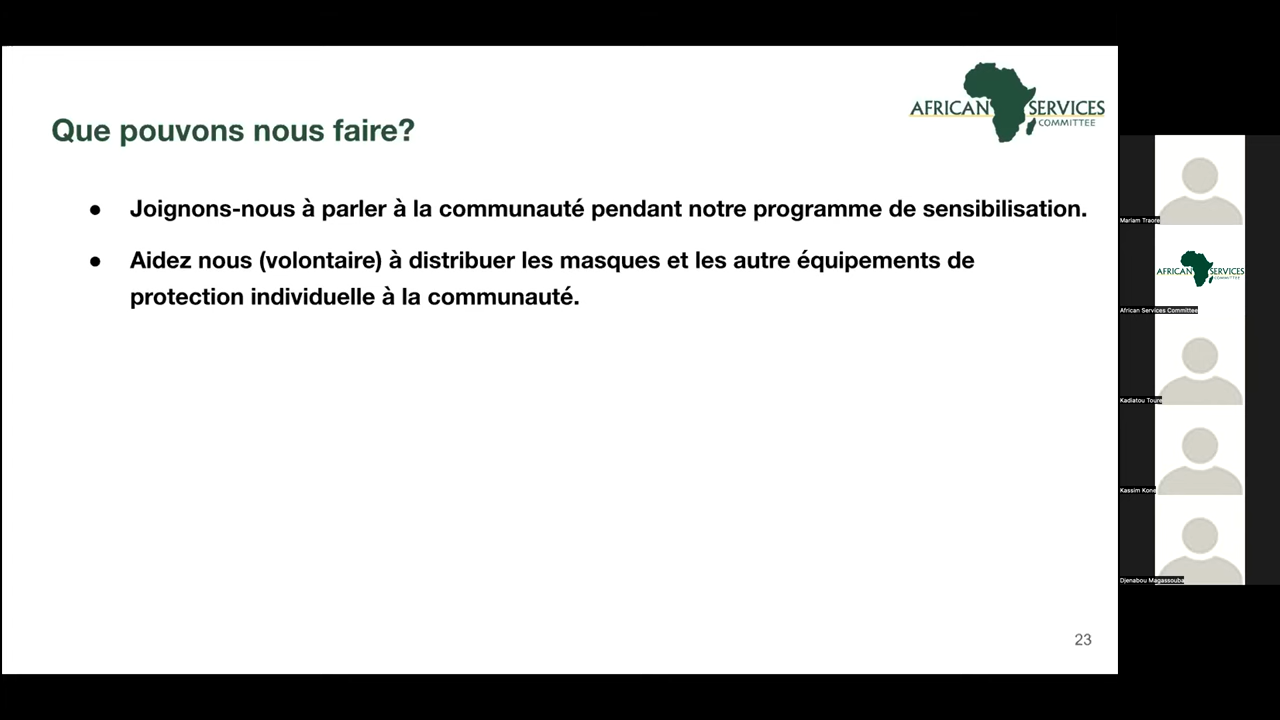 AFRICAN SERVICES
COMMITTEE
Que pouvons nous faire?
● Joignons-nous à parler à la communauté pendant notre programme de sensibilisation.
● Aidez nous (volontaire) à distribuer les masques et les autre équipements de
protection individuelle à la communauté.
23
Mariam Traore
AFRICAN SERVICES
COMMITTEE
African Services Committee
Kadiatou Toure
Kassim Kone
Djenabou Magassouba